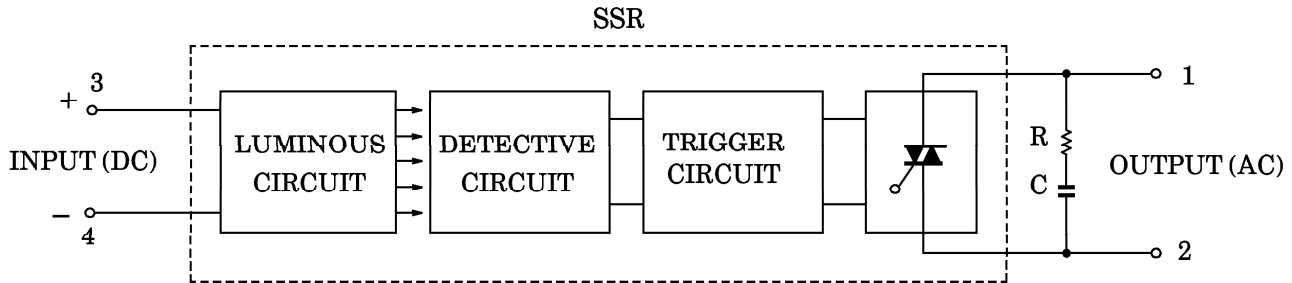 SSR
3
+
INPUT (DC)
−
4
LUMINOUS
CIRCUIT
DETECTIVE
CIRCUIT
TRIGGER
CIRCUIT
R
C
1
OUTPUT (AC)
2